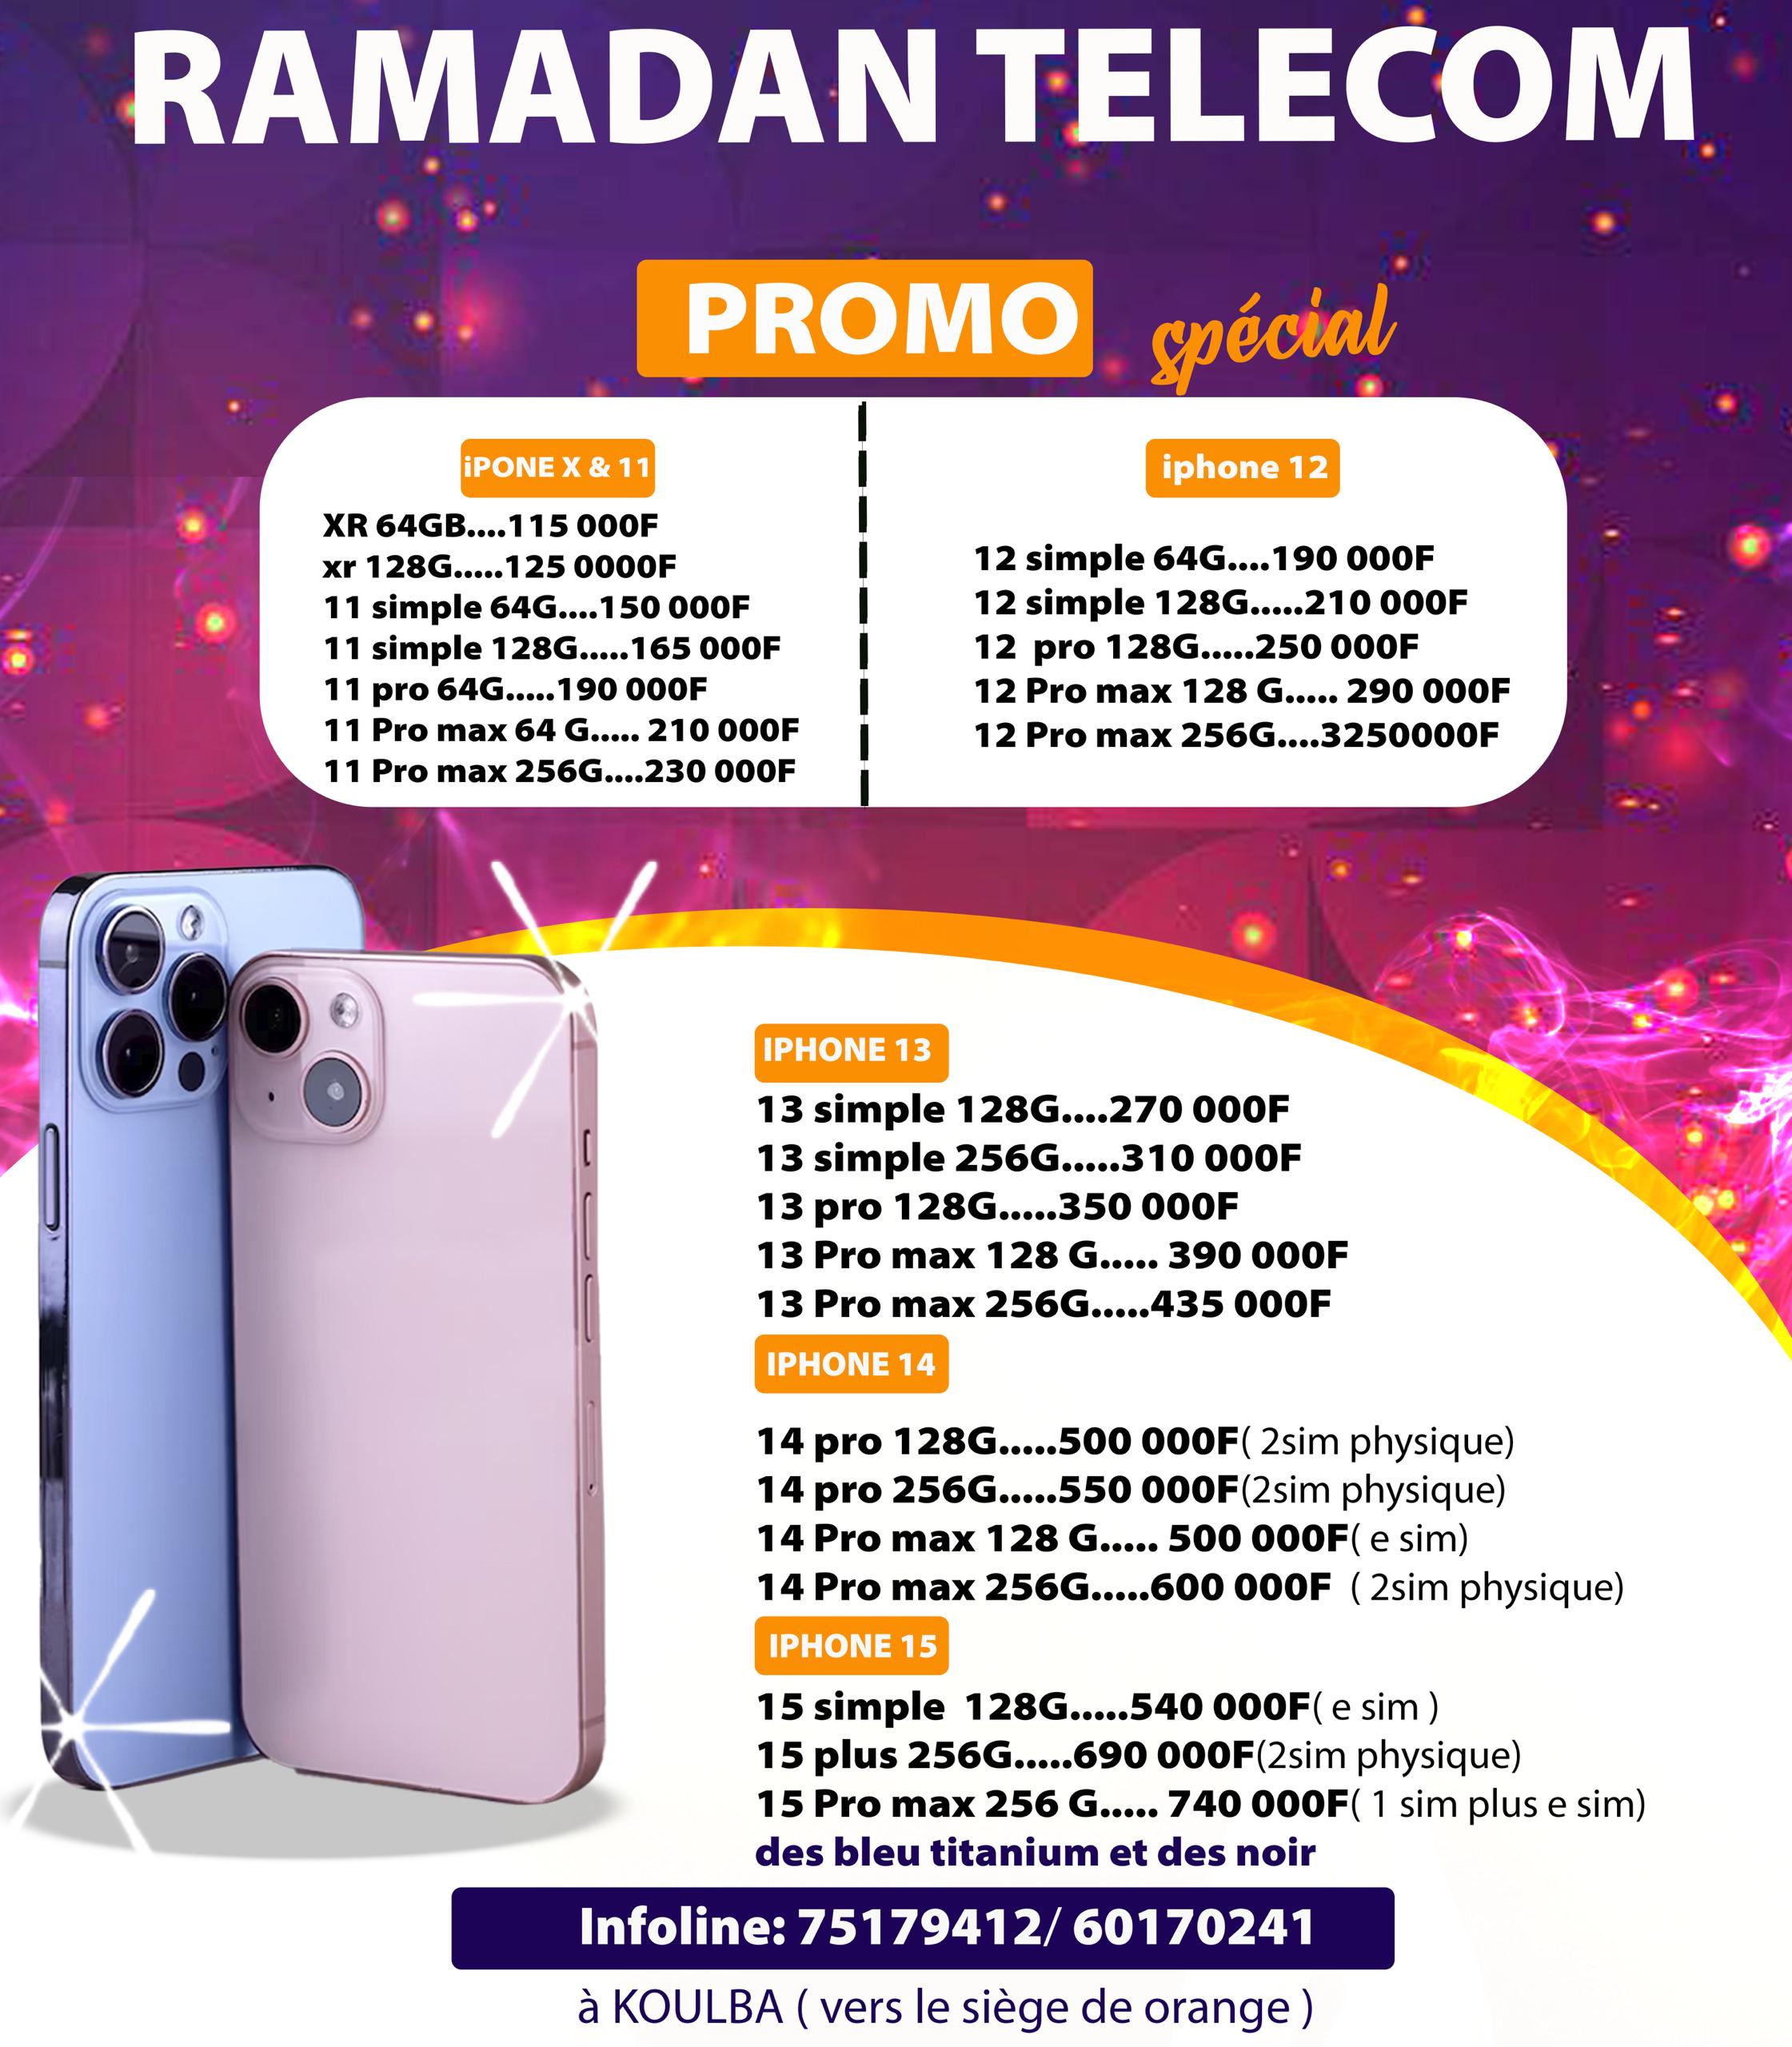 RAMADAN TELECOM
PROMO spécial
iPONE X & 11
XR 64GB....115 000F
xr 128G.....125 0000F
11 simple 64G....150 000F
11 simple 128G.....165 000F
11 pro 64G.....190 000F
11 Pro max 64 G..... 210 000F
11 Pro max 256G....230 000F
iphone 12
12 simple 64G....190 000F
12 simple 128G.....210 000F
12 pro 128G.....250 000F
12 Pro max 128 G..... 290 000F
12 Pro max 256G....3250000F
IPHONE 13
13 simple 128G....270 000F
13 simple 256G.....310 000F
13 pro 128G.....350 000F
13 Pro max 128 G..... 390 000F
13 Pro max 256G.....435 000F
IPHONE 14
14 pro 128G.....500 000F( 2sim physique)
14 pro 256G.....550 000F(2sim physique)
14 Pro max 128 G..... 500 000F( e sim)
14 Pro max 256G.....600 000F ( 2sim physique)
IPHONE 15
15 simple 128G.....540 000F( e sim )
15 plus 256G.....690 000F(2sim physique)
15 Pro max 256 G..... 740 000F( 1 sim plus e sim)
des bleu titanium et des noir
Infoline: 75179412/ 60170241
à KOULBA ( vers le siège de orange )